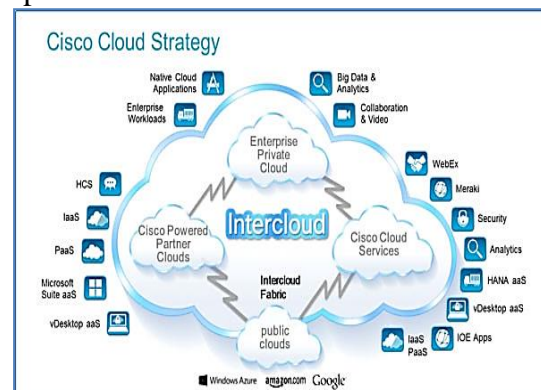 Cisco Cloud Strategy
Native Cloud
Applications
Enterprise
Workloads
Big Data &
Analytics
Collaboration
& Video
Enterprise
Private
Cloud
HCS
IaaS
PaaS
Microsoft
Suite aaS
vDesktop aaS
Cisco Powered
Partner
Clouds
Intercloud
Cisco Cloud
Services
Intercloud
Fabric
public
clouds
WebEx
Meraki
Security
Analytics
HANA aaS
vDesktop aaS
IaaS
PaaS
IOE Apps
Windows Azure amazon.com Google